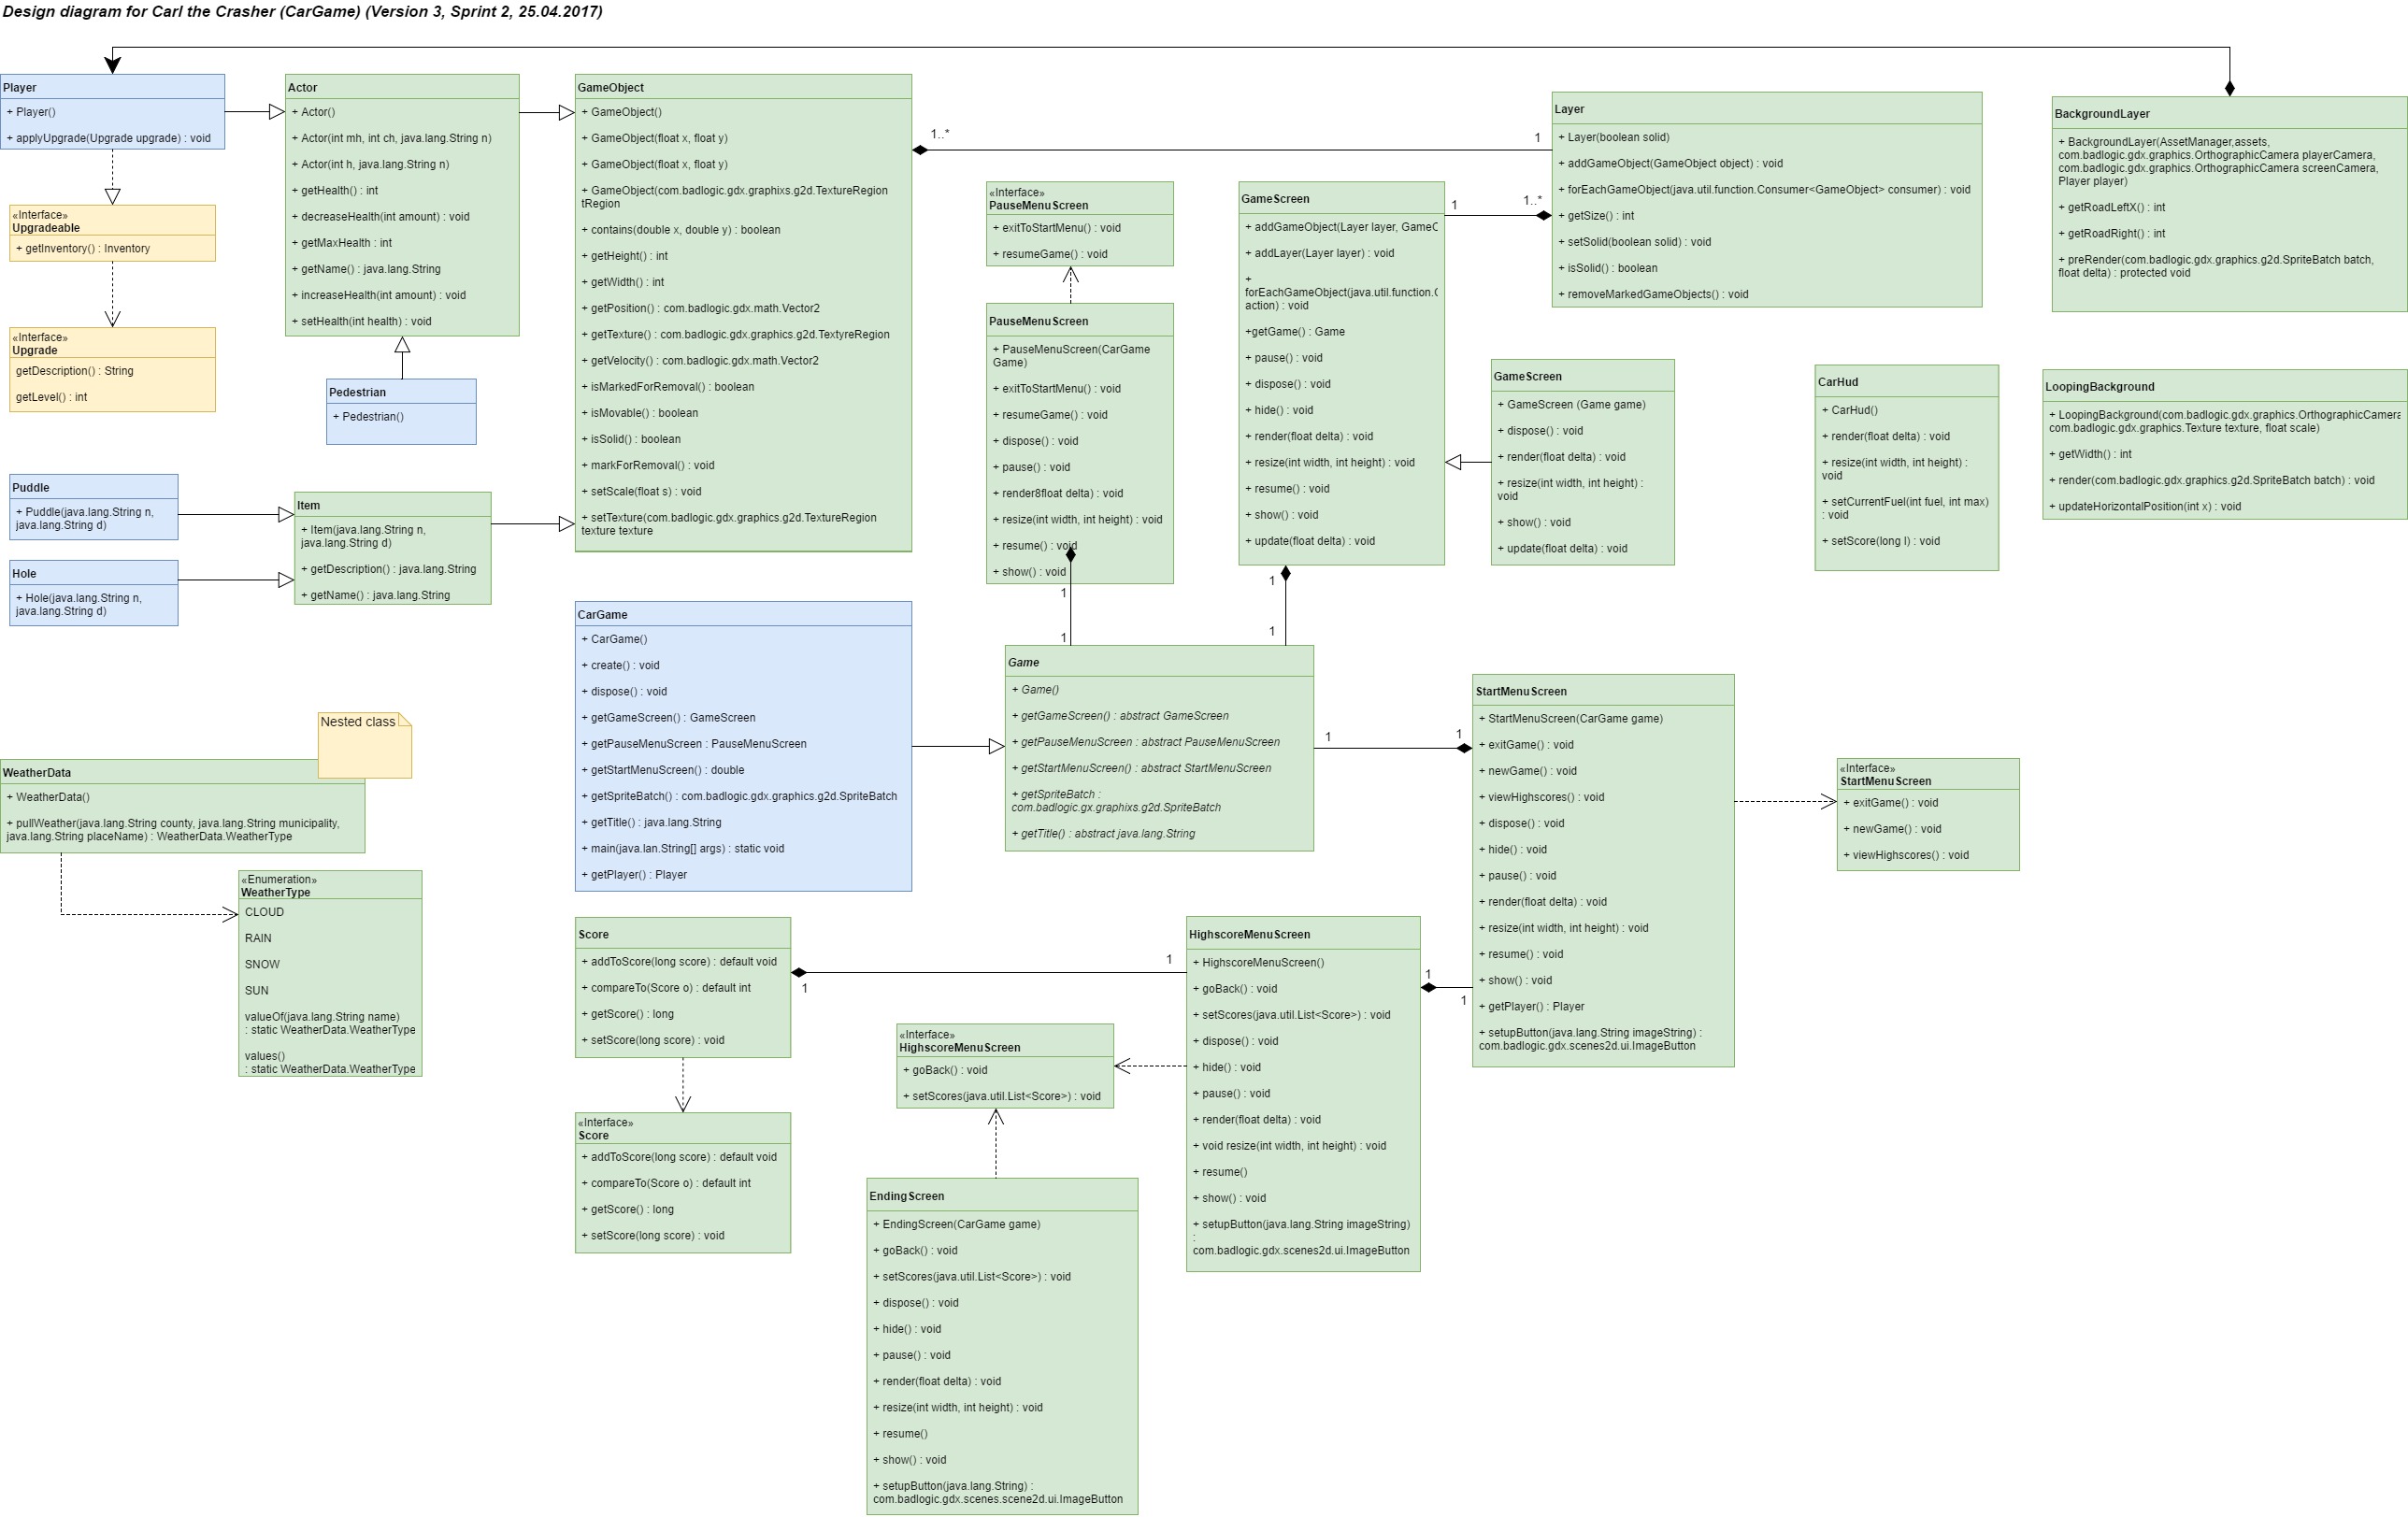 Design diagram for Carl the Crasher (CarGame) (Version 3, Sprint 2, 25.04.2017)
Player
+ Player()
+ applyUpgrade(Upgrade upgrade) : void
«Interface»
Upgradeable
+ getInventory() : Inventory
«Interface»
Upgrade
getDescription() : String
getLevel() : int
Actor
+ Actor()
+ Actor(int mh, int ch, java.lang.String n)
+ Actor(int h, java.lang.String n)
+ getHealth() : int
+ decreaseHealth(int amount) : void
+ getMaxHealth : int
+ getName() : java.lang.String
+ increaseHealth(int amount) : void
+ setHealth(int health) : void
Pedestrian
+ Pedestrian()
Puddle
+ Puddle(java.lang.String n,
java.lang.String d)
Hole
+ Hole(java.lang.String n,
java.lang.String d)
Item
+ Item(java.lang.String n,
java.lang.String d)
+ getDescription() : java.lang.String
+ getName() : java.lang.String
GameObject
+ GameObject()
+ GameObject(float x, float y)
+ GameObject(float x, float y)
+ GameObject(com.badlogic.gdx.graphixs.g2d.TextureRegion
tRegion
+ contains(double x, double y) : boolean
+ getHeight() : int
+ getWidth() : int
+ getPosition() : com.badlogic.gdx.math.Vector2
+ getTexture() : com.badlogic.gdx.graphics.g2d.TextyreRegion
+ getVelocity() : com.badlogic.gdx.math.Vector2
+ isMarkedForRemoval() : boolean
+ isMovable() : boolean
+ isSolid() : boolean
+ markForRemoval() : void
+ setScale(float s) : void
+ setTexture(com.badlogic.gdx.graphics.g2d.TextureRegion
texture texture
1..*
1
Layer
+ Layer(boolean solid)
+ addGameObject(GameObject object) : void
+ forEachGameObject(java.util.function.Consumer<GameObject> consumer) : void
+ getSize() : int
+ setSolid(boolean solid) : void
+ isSolid() : boolean
+ removeMarkedGameObjects() : void
BackgroundLayer
+ BackgroundLayer(AssetManager,assets,
com.badlogic.gdx.graphics.OrthographicCamera playerCamera,
com.badlogic.gdx.graphics.OrthographicCamera screenCamera,
Player player)
+ getRoadLeftX() : int
+ getRoadRight() : int
+ preRender(com.badlogic.gdx.graphics.g2d.SpriteBatch batch,
float delta) : protected void
«Interface»
PauseMenuScreen
+ exitToStartMenu() : void
+ resumeGame() : void
PauseMenuScreen
+ PauseMenuScreen(CarGame
Game)
+ exitToStartMenu() : void
+ resumeGame() : void
+ dispose() : void
+ pause() : void
+ render8float delta) : void
+ resize(int width, int height) : void
+ resume() : void
+ show() : void
1
1
GameScreen
+ addGameObject(Layer layer, GameC
+ addLayer(Layer layer) : void
+
forEachGameObject(java.util.function.C
action) : void
+getGame() : Game
+ pause() : void
+ dispose() : void
+ hide() : void
+ render(float delta) : void
+ resize(int width, int height) : void
+ resume() : void
+ show() : void
+ update(float delta) : void
1
1..*
1
1
GameScreen
+ GameScreen (Game game)
+ dispose() : void
+ render(float delta) : void
+ resize(int width, int height) :
void
+ show() : void
+ update(float delta) : void
CarHud
+ CarHud()
+ render(float delta) : void
+ resize(int width, int height) :
void
+ setCurrentFuel(int fuel, int max)
: void
+ setScore(long l) : void
LoopingBackground
+ LoopingBackground(com.badlogic.gdx.graphics.OrthographicCamera
com.badlogic.gdx.graphics.Texture texture, float scale)
+ getWidth() : int
+ render(com.badlogic.gdx.graphics.g2d.SpriteBatch batch) : void
+ updateHorizontalPosition(int x) : void
CarGame
+ CarGame()
+ create() : void
+ dispose() : void
+ getGameScreen() : GameScreen
+ getPauseMenuScreen : PauseMenuScreen
+ getStartMenuScreen() : double
+ getSpriteBatch() : com.badlogic.gdx.graphics.g2d.SpriteBatch
+ getTitle() : java.lang.String
+ main(java.lan.String[] args) : static void
+ getPlayer() : Player
Game
+ Game()
+ getGameScreen() : abstract GameScreen
+ getPauseMenuScreen : abstract PauseMenuScreen
+ getStartMenuScreen() : abstract StartMenuScreen
+ getSpriteBatch :
com.badlogic.gx.graphixs.g2d.SpriteBatch
+ getTitle() : abstract java.lang.String
1
1
StartMenuScreen
+ StartMenuScreen(CarGame game)
+ exitGame() : void
+ newGame() : void
+ viewHighscores() : void
+ dispose() : void
+ hide() : void
+ pause() : void
+ render(float delta) : void
+ resize(int width, int height) : void
+ resume() : void
+ show() : void
+ getPlayer() : Player
+ setupButton(java.lang.String imageString) :
com.badlogic.gdx.scenes2d.ui.ImageButton
«Interface»
StartMenuScreen
+ exitGame() : void
+ newGame() : void
+ viewHighscores() : void
Nested class
WeatherData
+ WeatherData()
+ pullWeather(java.lang.String county, java.lang.String municipality,
java.lang.String placeName) : WeatherData.WeatherType
«Enumeration»
WeatherType
CLOUD
RAIN
SNOW
SUN
valueOf(java.lang.String name)
: static WeatherData.WeatherType
values()
: static WeatherData.WeatherType
Score
+ addToScore(long score) : default void
+ compareTo(Score o) : default int
+ getScore() : long
+ setScore(long score) : void
1
1
«Interface»
Score
+ addToScore(long score) : default void
+ compareTo(Score o) : default int
+ getScore() : long
+ setScore(long score) : void
HighscoreMenuScreen
+ HighscoreMenuScreen()
+ goBack() : void
+ setScores(java.util.List<Score>) : void
+ dispose() : void
+ hide() : void
+ pause() : void
+ render(float delta) : void
+ void resize(int width, int height) : void
+ resume()
+ show() : void
+ setupButton(java.lang.String imageString)
:
com.badlogic.gdx.scenes2d.ui.ImageButton
1
1
«Interface»
HighscoreMenuScreen
+ goBack() : void
+ setScores(java.util.List<Score>) : void
EndingScreen
+ EndingScreen(CarGame game)
+ goBack() : void
+ setScores(java.util.List<Score>) : void
+ dispose() : void
+ hide() : void
+ pause() : void
+ render(float delta) : void
+ resize(int width, int height) : void
+ resume()
+ show() : void
+ setupButton(java.lang.String) :
com.badlogic.gdx.scenes.scene2d.ui.ImageButton